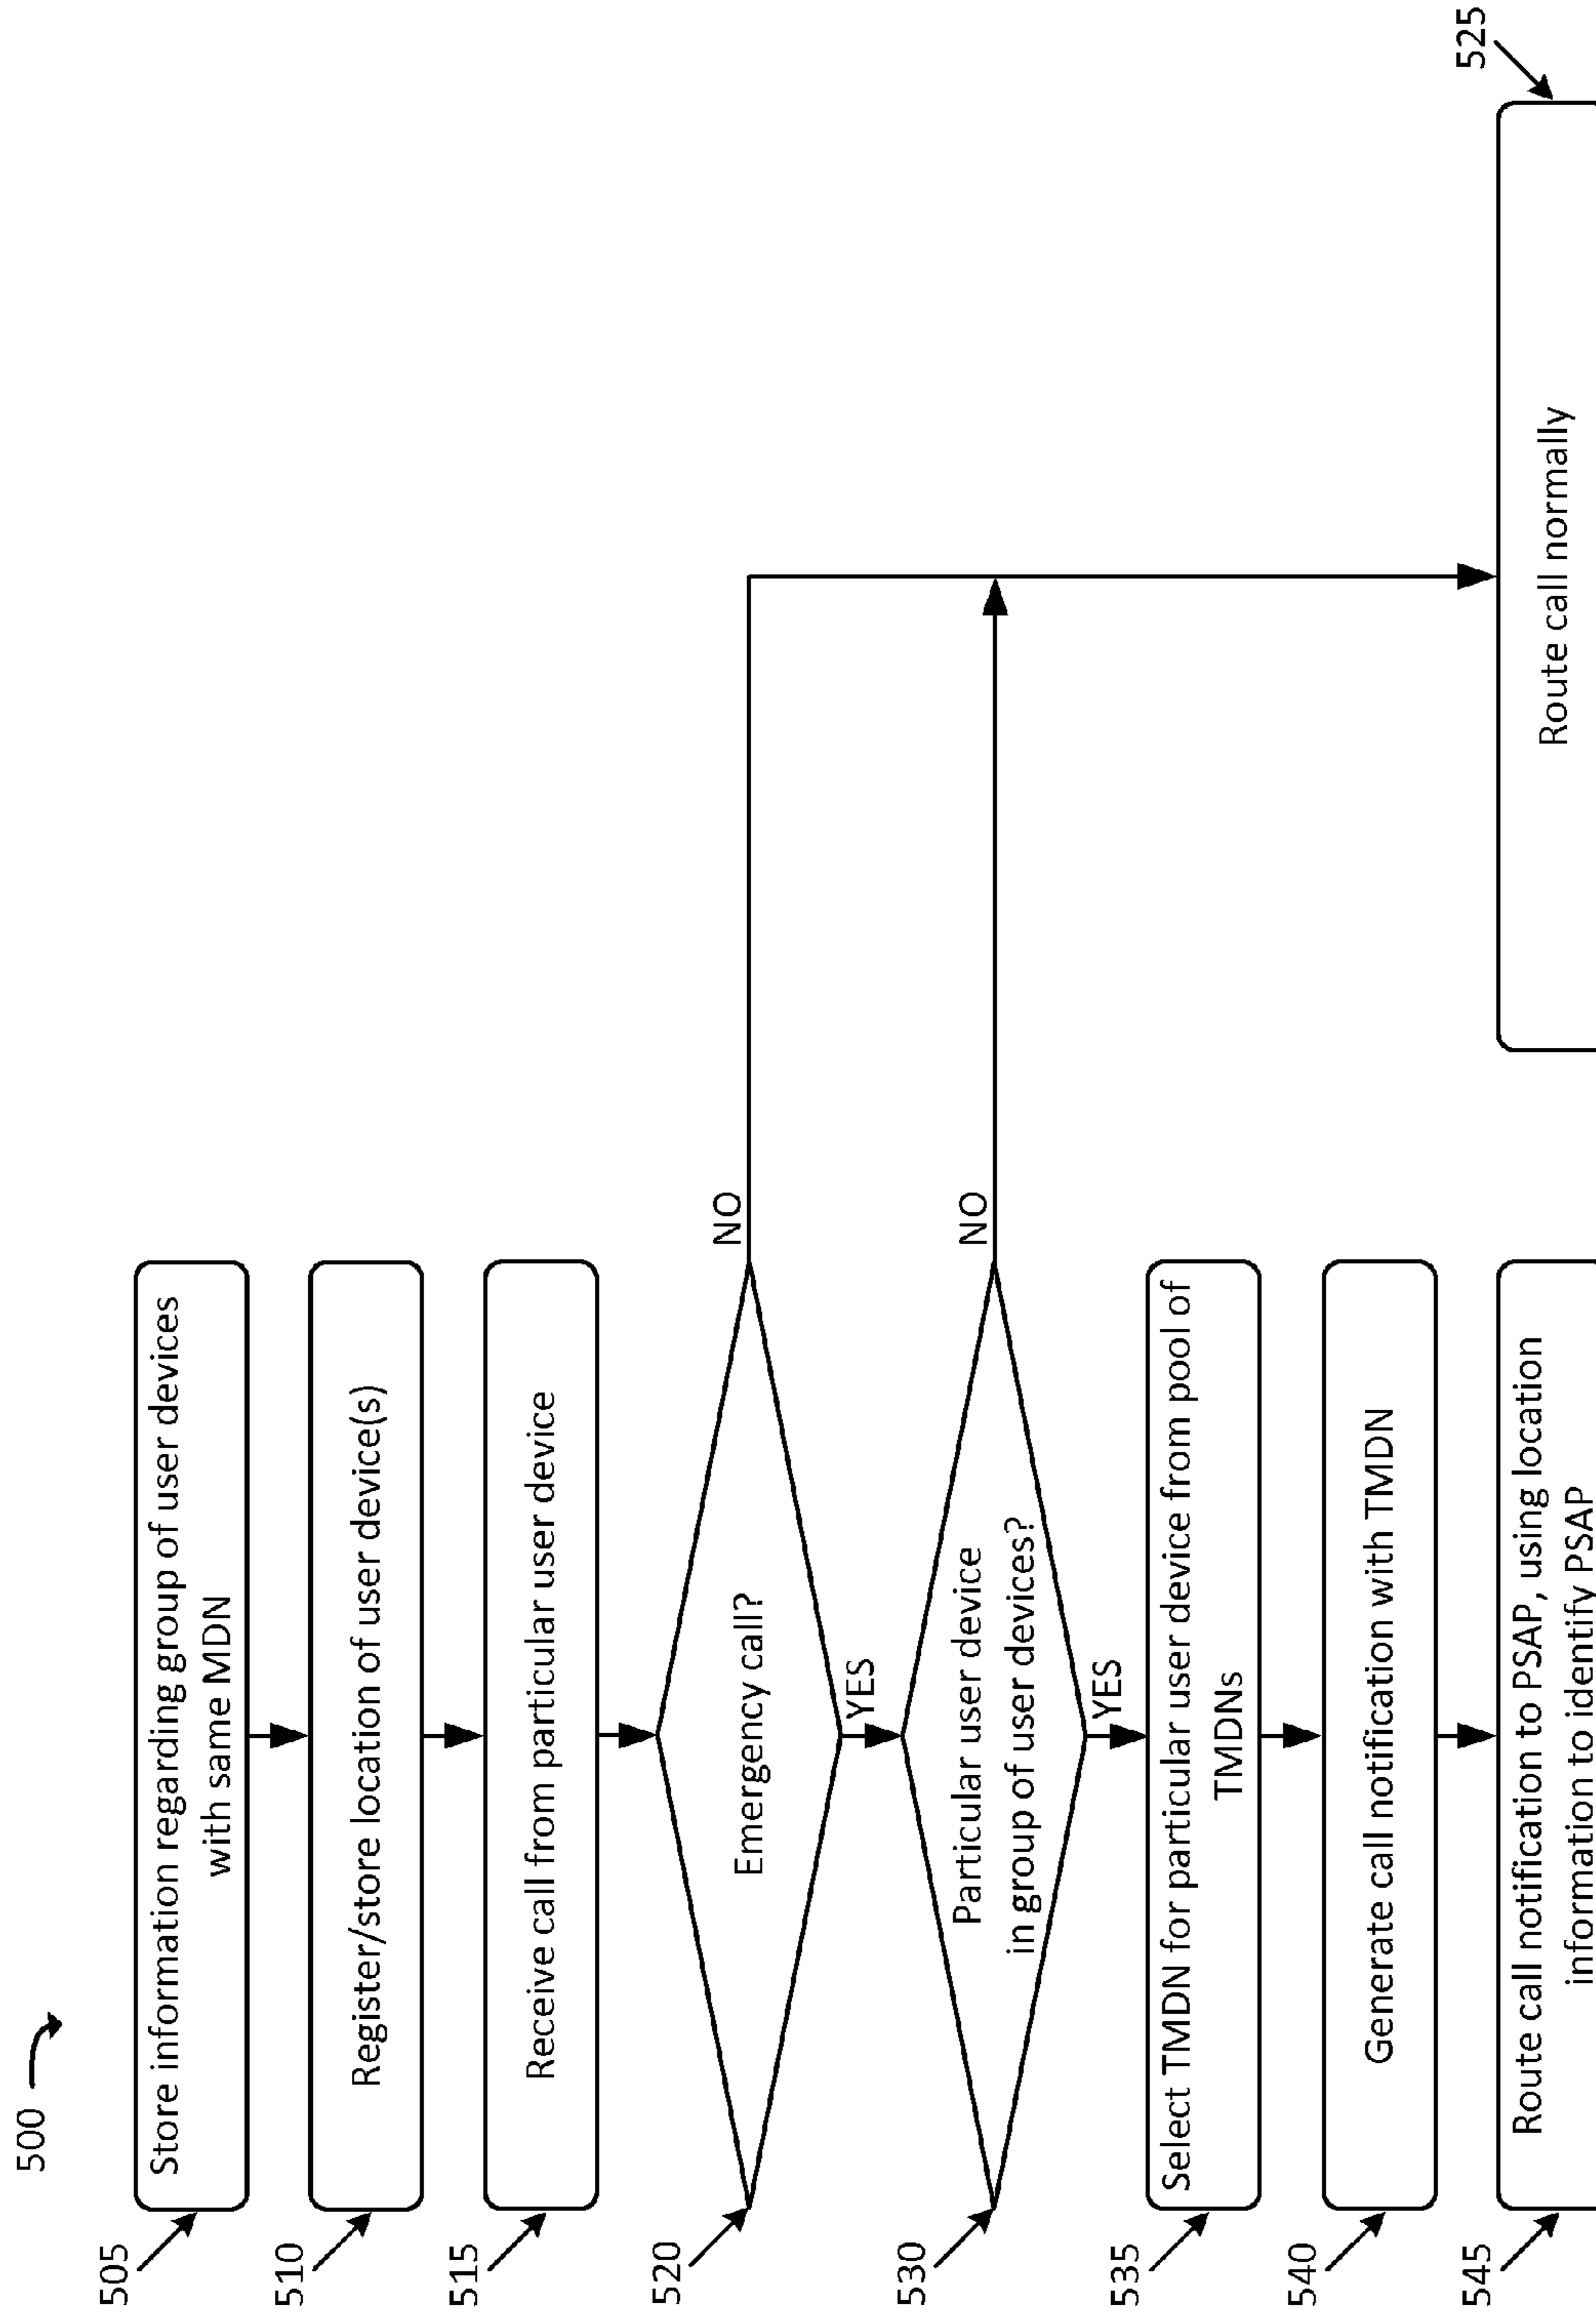 500
505
Store information regarding group of user devices
with same MDN
510
Register/store location of user device(s)
515
Receive call from particular user device
520
Emergency call?
NO
YES
530
Particular user device
in group of user devices?
NO
YES
535
Select TMDN for particular user device from pool of
TMDNs
540
Generate call notification with TMDN
545
Route call notification to PSAP, using location
information to identify PSAP
525
Route call normally